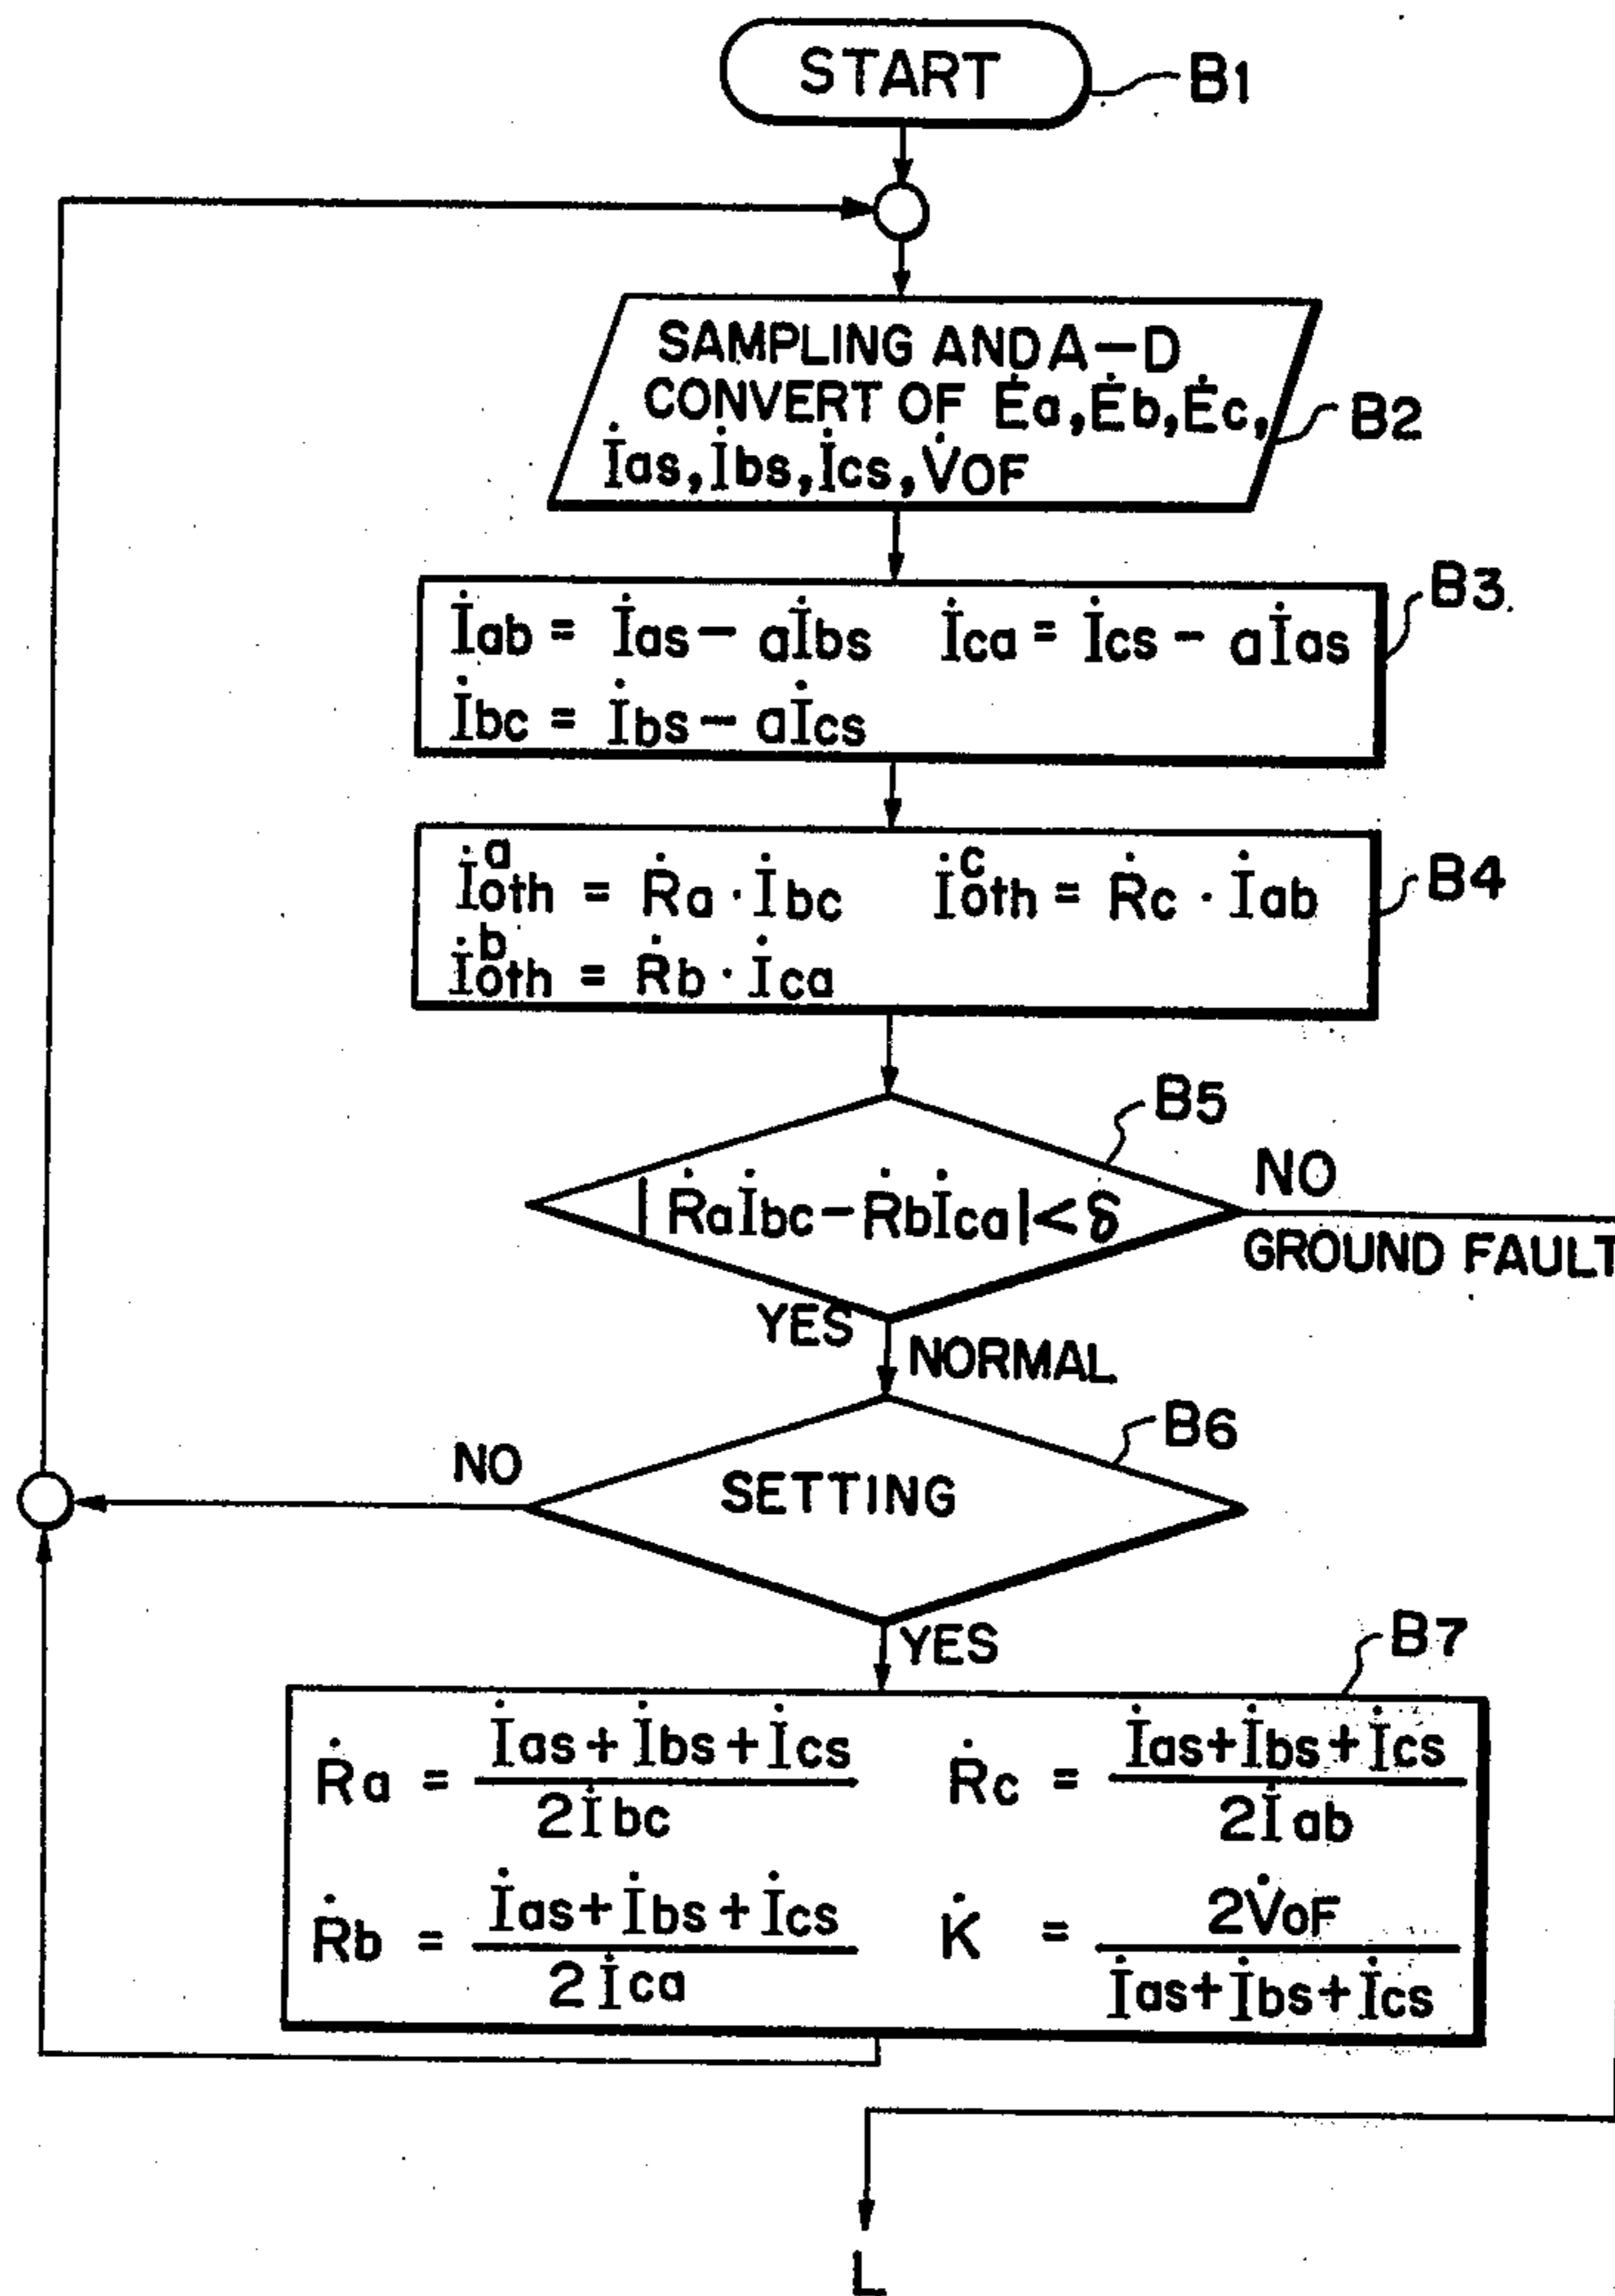 START
B1
SAMPLING AND A-D
CONVERT OF Ėa, Ėb, Ėc,
İas, İbs, İcs, V̇OF
B2
İab = İas - aİbs İca = İcs - aİas
İbc = İbs - aİcs
B3
İoth^a = Ṙa · İbc İoth^c = Ṙc · İab
İoth^b = Ṙb · İca
B4
B5
|ṘaİBc - ṘbİCa| < δ
NO
GROUND FAULT
YES
NORMAL
B6
NO
SETTING
YES
B7
Ṙa = (İas + İbs + İcs) / 2İbc Ṙc = (İas + İbs + İcs) / 2İab
Ṙb = (İas + İbs + İcs) / 2İca K̇ = 2V̇OF / (İas + İbs + İcs)
L